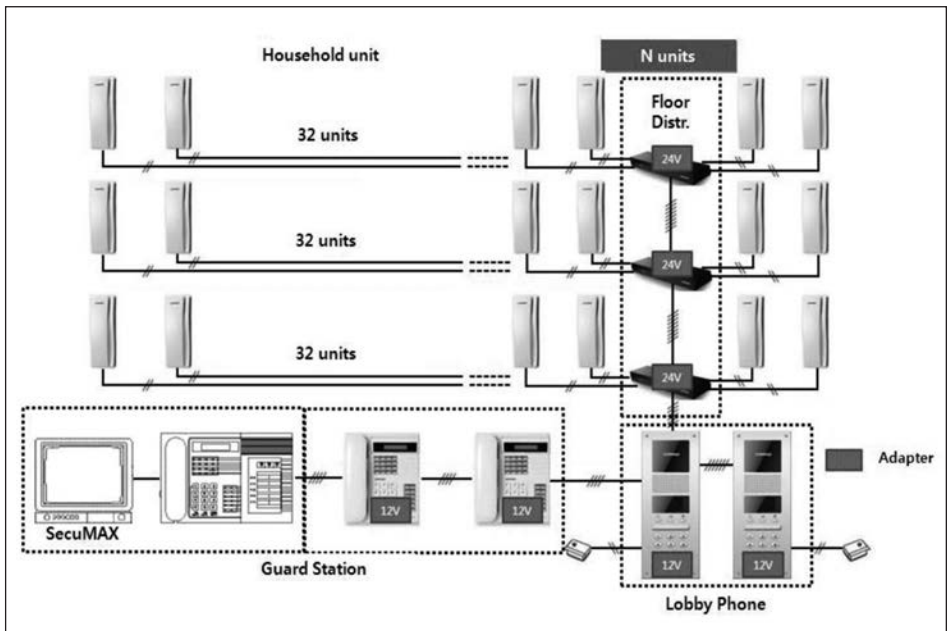 Household unit
N units
Floor
Distr.
32 units
24V
32 units
24V
32 units
24V
Adapter
12V
12V
SecuMAX
12V
12V
Guard Station
Lobby Phone